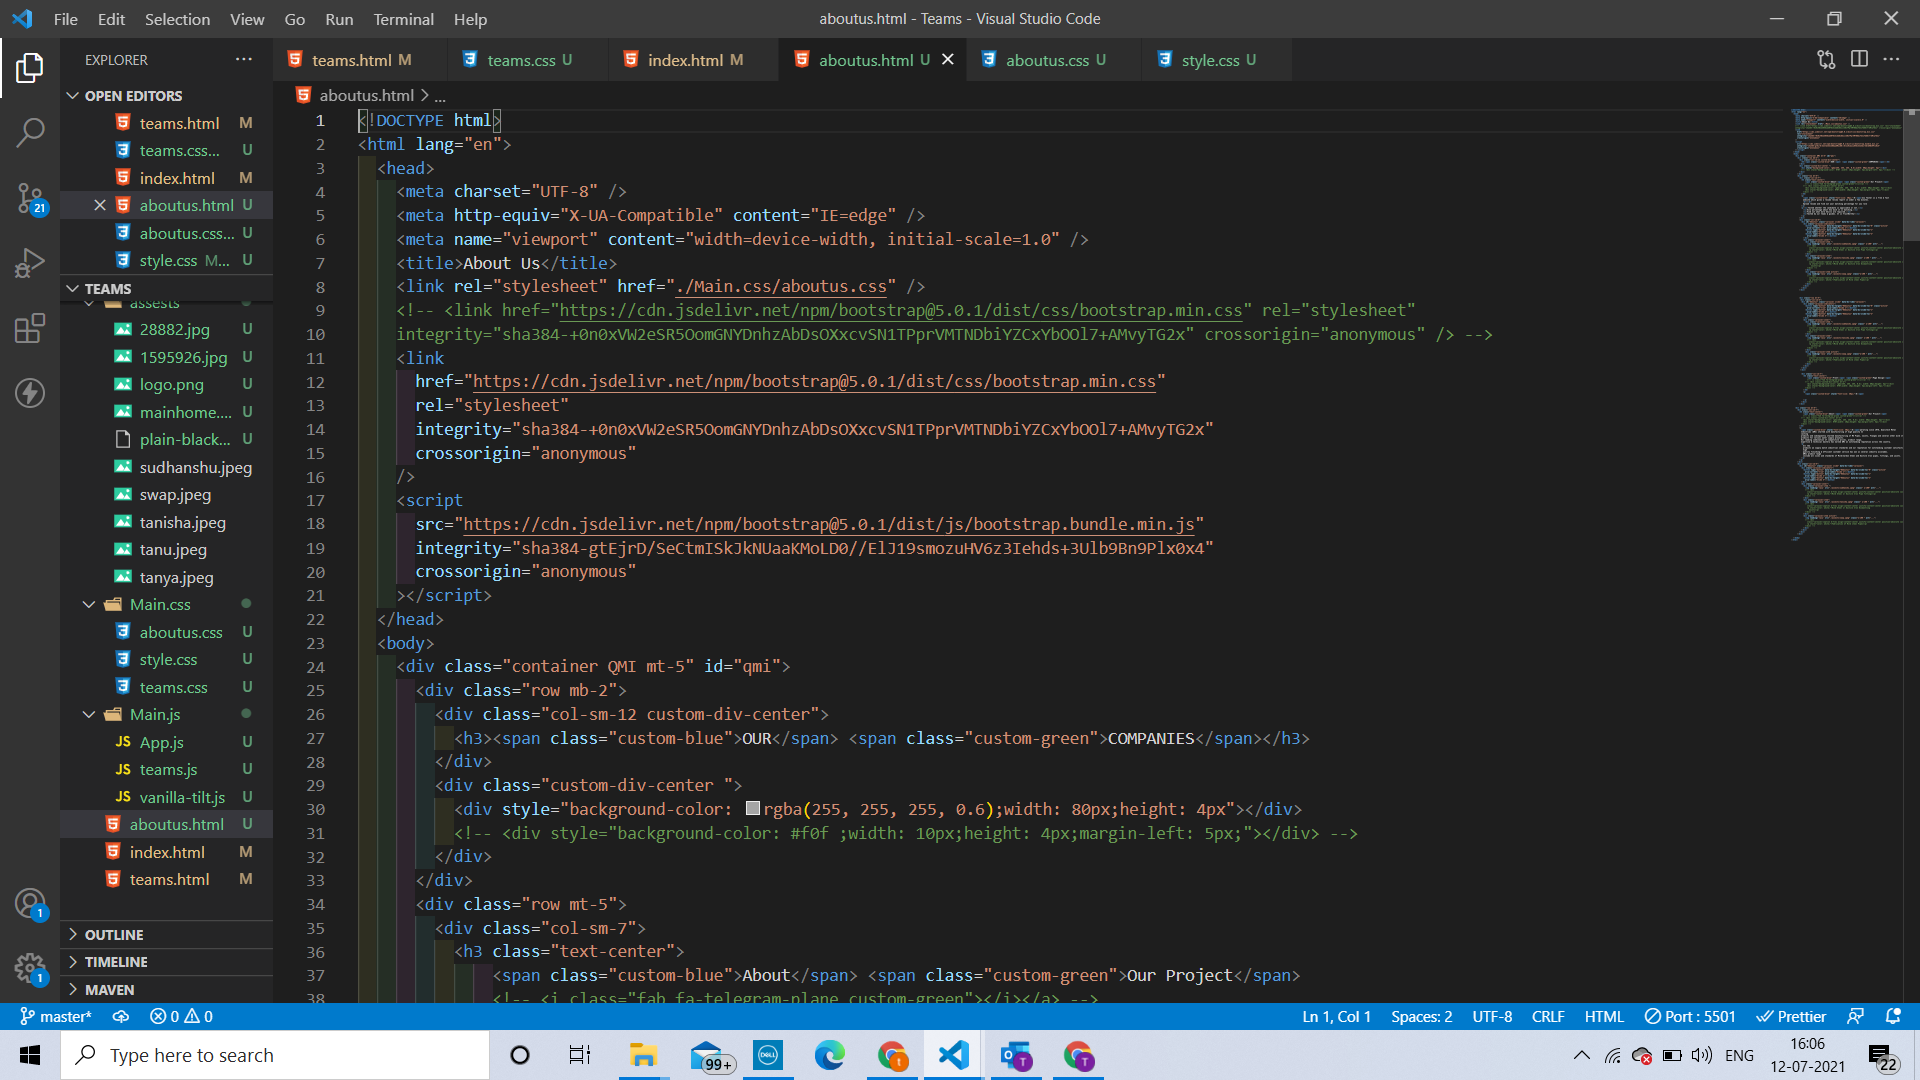 File Edit Selection View Go Run Terminal Help
aboutus.html - Teams - Visual Studio Code
EXPLORER
teams.html M
teams.css U
index.html M
aboutus.html U
aboutus.css U
style.css U
OPEN EDITORS
teams.html M
teams.css... U
index.html M
aboutus.html U
aboutus.css... U
style.css M... U
TEAMS
assests
28882.jpg U
1595926.jpg U
logo.png U
mainhome.... U
plain-black... U
sudhanshu.jpeg
swap.jpeg
tanisha.jpeg
tanu.jpeg
tanya.jpeg
Main.css
aboutus.css U
style.css U
teams.css U
Main.js
JS App.js U
JS teams.js U
JS vanilla-tilt.js U
aboutus.html U
index.html M
teams.html M
OUTLINE
TIMELINE
MAVEN
21
1
1
aboutus.html > ...
1 <!DOCTYPE html>
2 <html lang="en">
3 <head>
4 <meta charset="UTF-8" />
5 <meta http-equiv="X-UA-Compatible" content="IE=edge" />
6 <meta name="viewport" content="width=device-width, initial-scale=1.0" />
7 <title>About Us</title>
8 <link rel="stylesheet" href="./Main.css/aboutus.css" />
9 <!-- <link href="https://cdn.jsdelivr.net/npm/bootstrap@5.0.1/dist/css/bootstrap.min.css" rel="stylesheet"
10 integrity="sha384-+0n0xVW2eSR5OomGNYDnhzAbDsOXxcvSN1TPprVMTNDbiYZCxYbOOl7+AMvyTG2x" crossorigin="anonymous" /> -->
11 <link
12 href="https://cdn.jsdelivr.net/npm/bootstrap@5.0.1/dist/css/bootstrap.min.css"
13 rel="stylesheet"
14 integrity="sha384-+0n0xVW2eSR5OomGNYDnhzAbDsOXxcvSN1TPprVMTNDbiYZCxYbOOl7+AMvyTG2x"
15 crossorigin="anonymous"
16 />
17 <script
18 src="https://cdn.jsdelivr.net/npm/bootstrap@5.0.1/dist/js/bootstrap.bundle.min.js"
19 integrity="sha384-gtEjrD/SeCtmISkJkNUaaKMoLD0//ElJ19smozuHV6z3Iehds+3Ulb9Bn9Plx0x4"
20 crossorigin="anonymous"
21 ></script>
22 </head>
23 <body>
24 <div class="container QMI mt-5" id="qmi">
25 <div class="row mb-2">
26 <div class="col-sm-12 custom-div-center">
27 <h3><span class="custom-blue">OUR</span> <span class="custom-green">COMPANIES</span></h3>
28 </div>
29 <div class="custom-div-center ">
30 <div style="background-color: rgba(255, 255, 255, 0.6);width: 80px;height: 4px"></div>
31 <!-- <div style="background-color: #f0f ;width: 10px;height: 4px;margin-left: 5px;"></div> -->
32 </div>
33 </div>
34 <div class="row mt-5">
35 <div class="col-sm-7">
36 <h3 class="text-center">
37 <span class="custom-blue">About</span> <span class="custom-green">Our Project</span>
38 <!-- <i class="fab fa-telegram-plane custom-green"></i></a> -->
master* 0 0
Ln 1, Col 1 Spaces: 2 UTF-8 CRLF HTML Port : 5501 Prettier
Type here to search
99+
DELL
t
T
T
ENG
16:06
12-07-2021
22